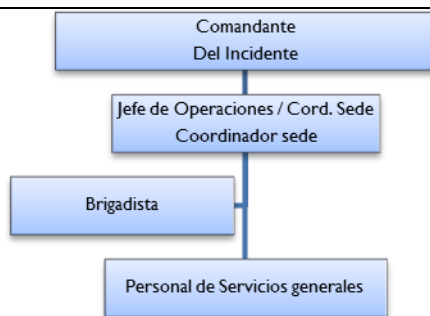 Comandante
Del Incidente
Jefe de Operaciones / Cord. Sede
Coordinador sede
Brigadista
Personal de Servicios generales